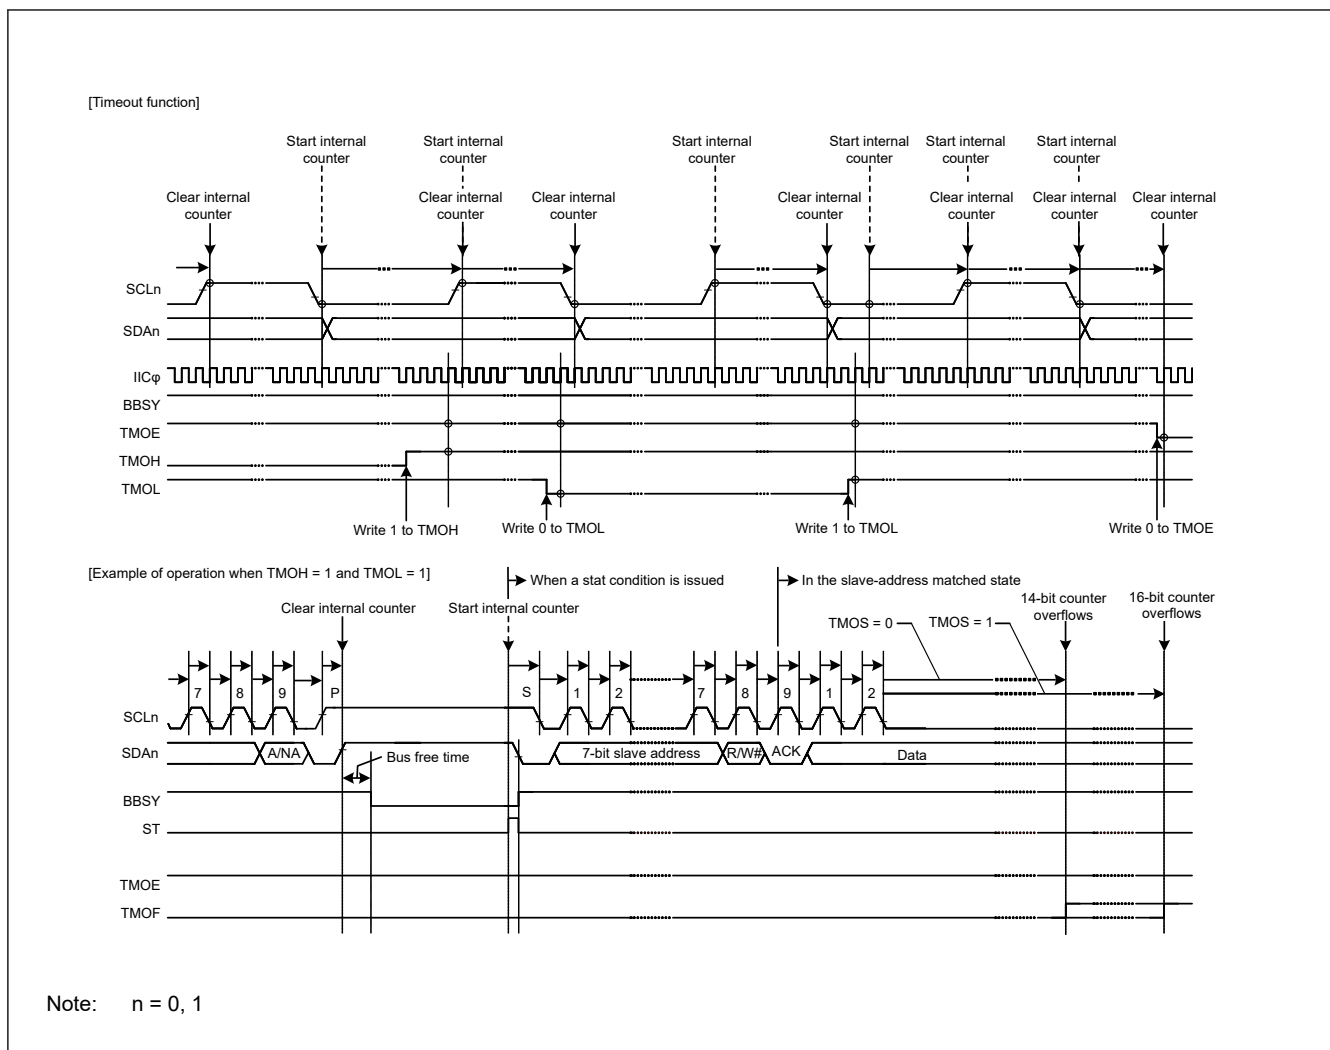 [Timeout function]
Start internal counter
Start internal counter
Start internal counter
Start internal counter
Start internal counter
Start internal counter
Clear internal counter
Clear internal counter
Clear internal counter
Clear internal counter
Clear internal counter
Clear internal counter
Clear internal counter
SCLn
SDAn
IICφ
BBSY
TMOE
TMOH
TMOL
Write 1 to TMOH
Write 0 to TMOL
Write 1 to TMOL
Write 0 to TMOE
[Example of operation when TMOH = 1 and TMOL = 1]
When a stat condition is issued
In the slave-address matched state
Clear internal counter
Start internal counter
14-bit counter overflows
16-bit counter overflows
TMOS = 0
TMOS = 1
7 8 9 P S 1 2 7 8 9 1 2
SCLn
SDAn
A/NA
Bus free time
7-bit slave address
R/W#
ACK
Data
BBSY
ST
TMOE
TMOF
Note: n = 0, 1